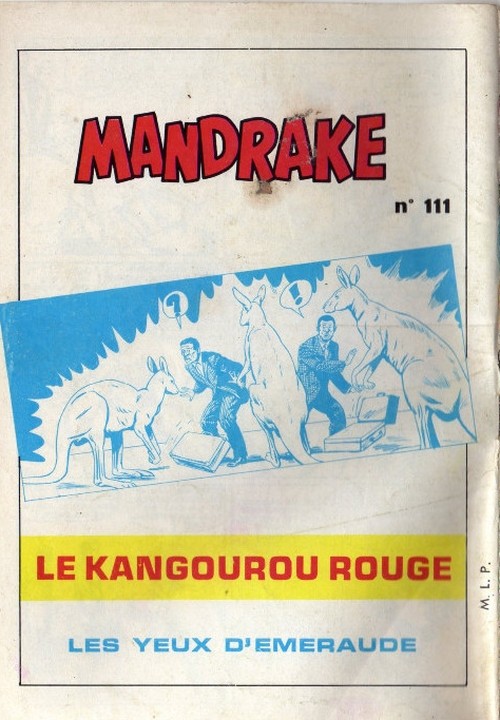 MANDRAKE
n° 111
?
!
LE KANGOUROU ROUGE
LES YEUX D'EMERAUDE
M. L. P.